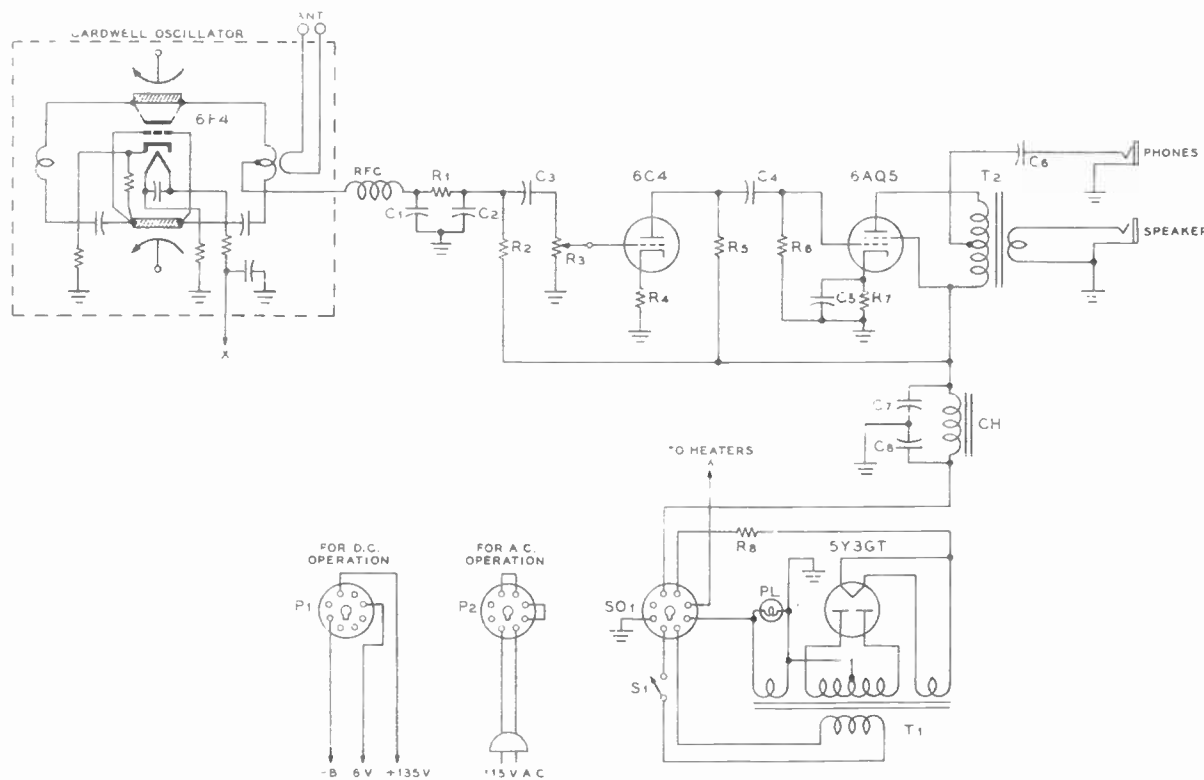 ANT
CARDWELL OSCILLATOR
6F4
RFC
R1
C1
C2
C3
R2
R3
6C4
R4
R5
C4
R6
6AQ5
C5
R7
T2
C6
PHONES
SPEAKER
C7
C8
CH
TO HEATERS
X
X
FOR D.C.
OPERATION
P1
-B 6V +135V
FOR A.C.
OPERATION
P2
115V A C
SO1
R8
PL
5Y3GT
S1
T1